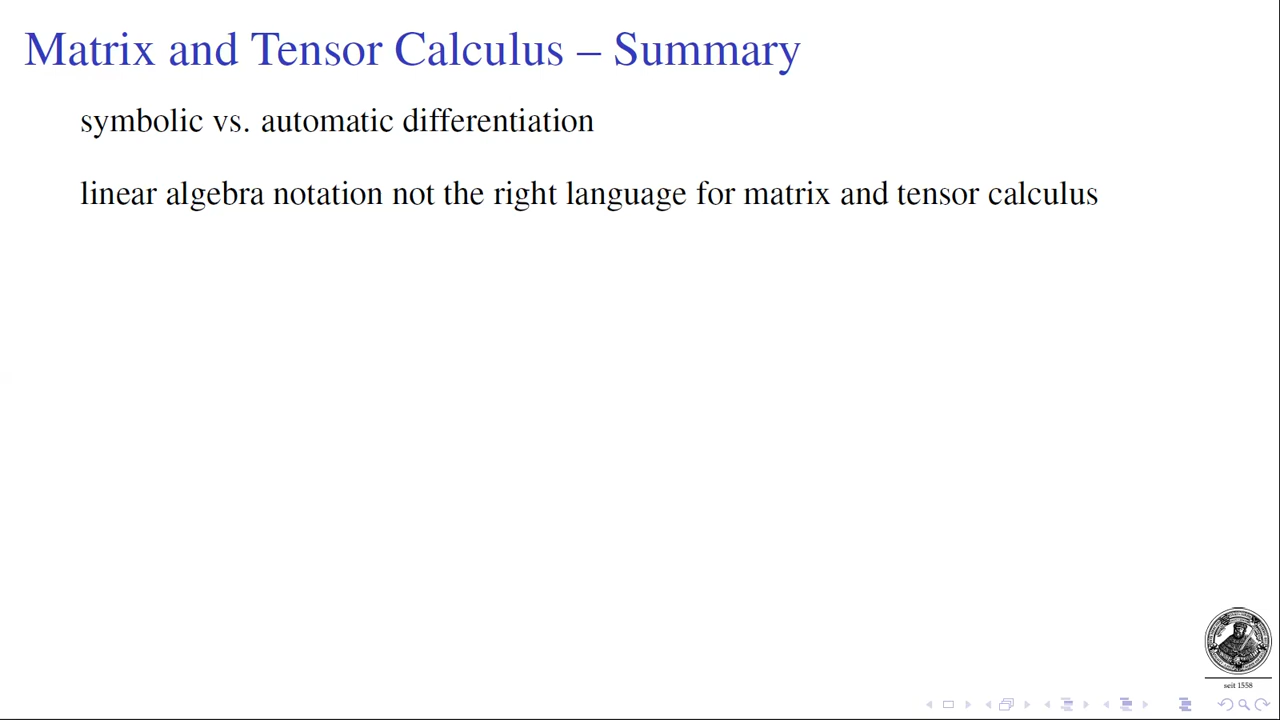 Matrix and Tensor Calculus – Summary
symbolic vs. automatic differentiation
linear algebra notation not the right language for matrix and tensor calculus
seit 1558